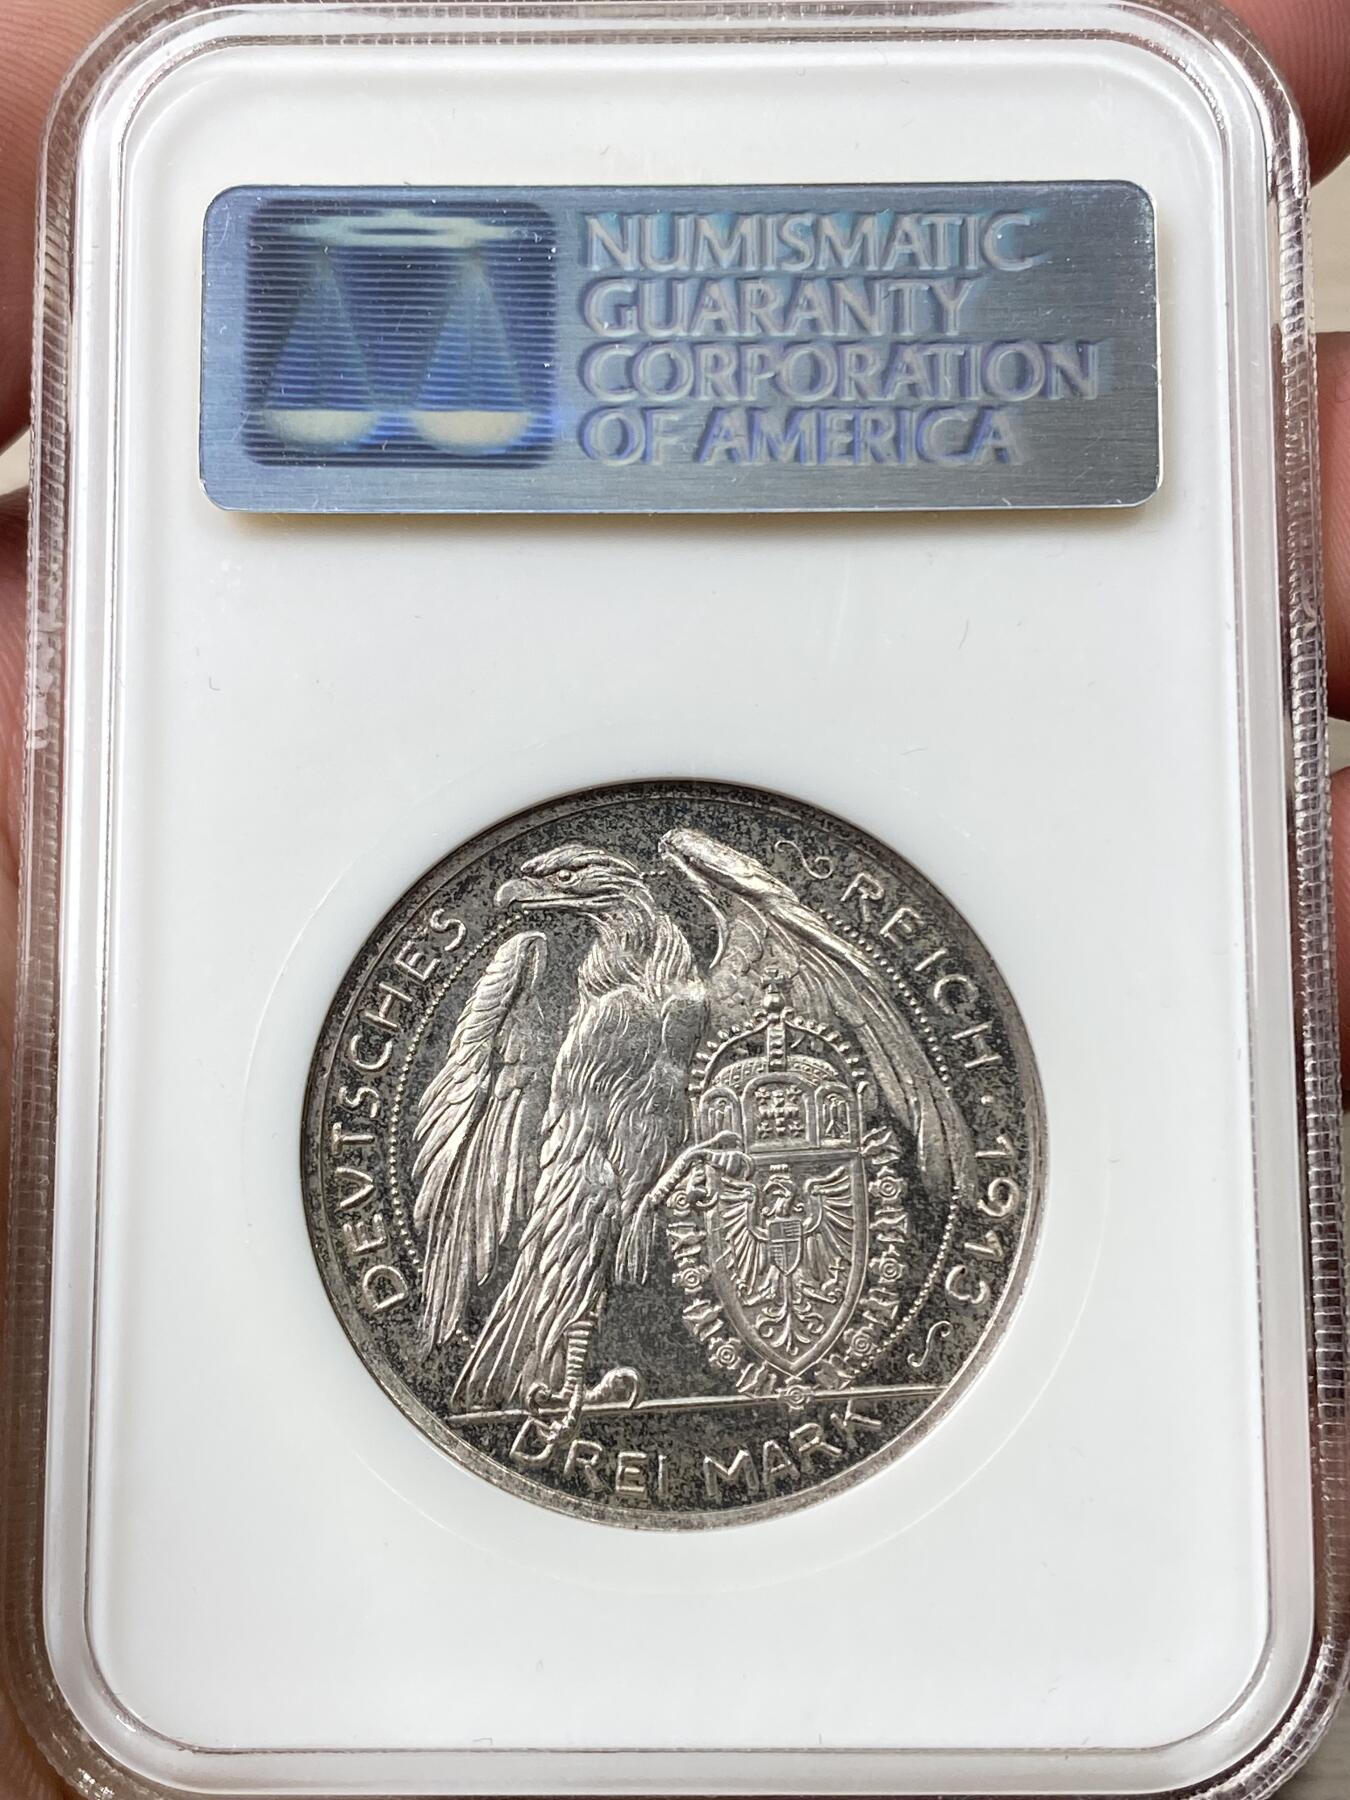 NUMISMATIC
GUARANTY
CORPORATION
OF AMERICA
DEVTSCHES
REICH · 1913
DREI MARK